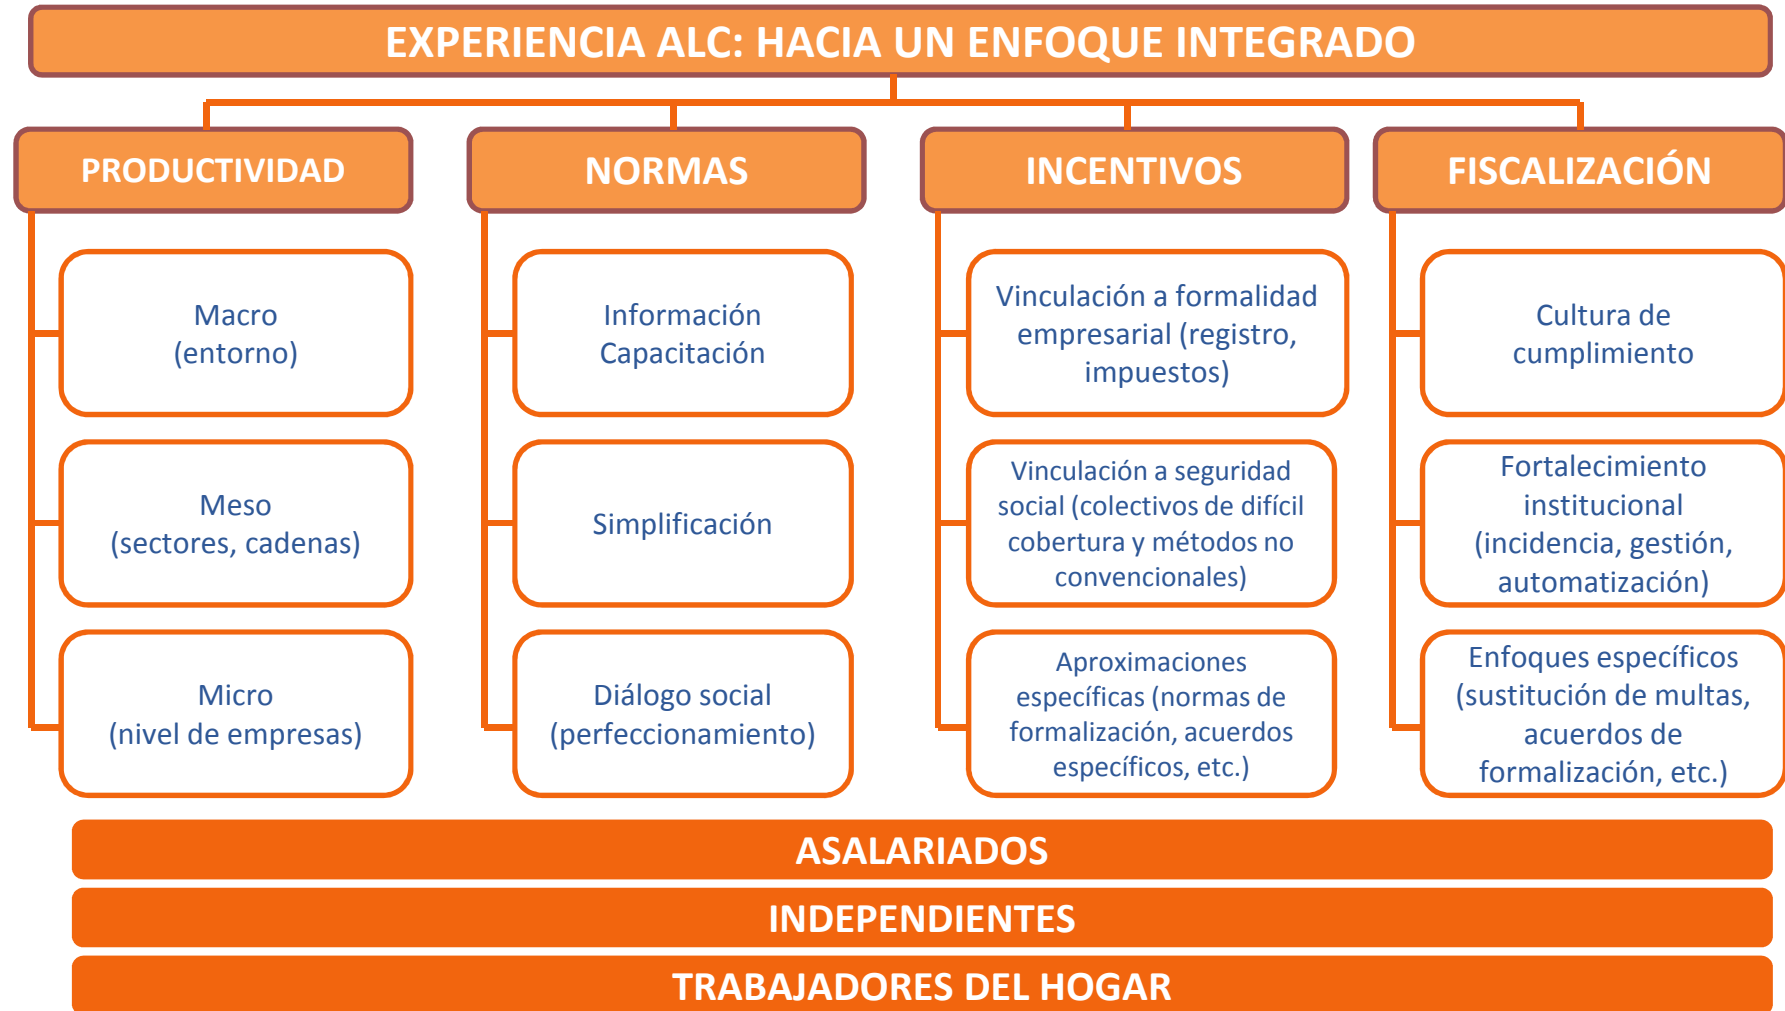 EXPERIENCIA ALC: HACIA UN ENFOQUE INTEGRADO
PRODUCTIVIDAD
Macro
(entorno)
Meso
(sectores, cadenas)
Micro
(nivel de empresas)
NORMAS
Información
Capacitación
Simplificación
Diálogo social
(perfeccionamiento)
INCENTIVOS
Vinculación a formalidad
empresarial (registro,
impuestos)
Vinculación a seguridad
social (colectivos de difícil
cobertura y métodos no
convencionales)
Aproximaciones
específicas (normas de
formalización, acuerdos
específicos, etc.)
FISCALIZACIÓN
Cultura de
cumplimiento
Fortalecimiento
institucional
(incidencia, gestión,
automatización)
Enfoques específicos
(sustitución de multas,
acuerdos de
formalización, etc.)
ASALARIADOS
INDEPENDIENTES
TRABAJADORES DEL HOGAR